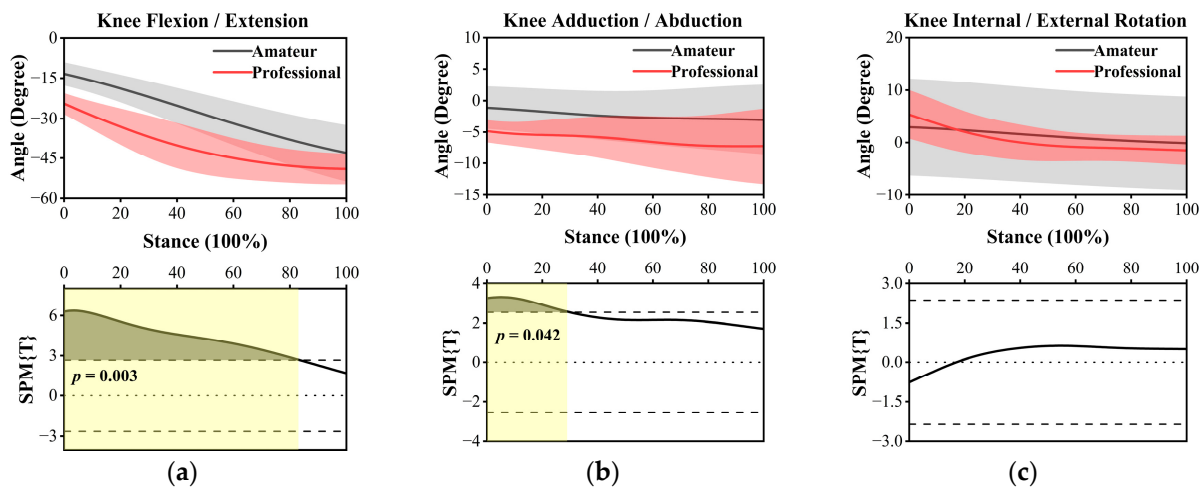 Knee Flexion / Extension
0
−15
−30
−45
−60
Angle (Degree)
Amateur
Professional
0 20 40 60 80 100
Stance (100%)
0 20 40 60 80 100
6
3
0
−3
SPM{T}
p = 0.003
(a)
Knee Adduction / Abduction
10
5
0
−5
−10
−15
Angle (Degree)
Amateur
Professional
0 20 40 60 80 100
Stance (100%)
0 20 40 60 80 100
4
2
0
−2
−4
SPM{T}
p = 0.042
(b)
Knee Internal / External Rotation
20
10
0
−10
Angle (Degree)
Amateur
Professional
0 20 40 60 80 100
Stance (100%)
0 20 40 60 80 100
3.0
1.5
0.0
−1.5
−3.0
SPM{T}
(c)